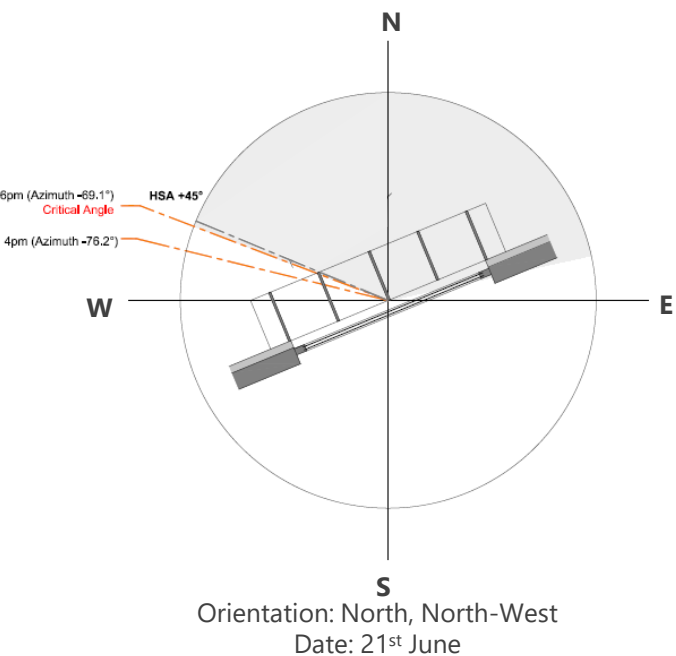 N
6pm (Azimuth -69.1°)
HSA +45°
Critical Angle
4pm (Azimuth -76.2°)
W
E
S
Orientation: North, North-West
Date: 21st June